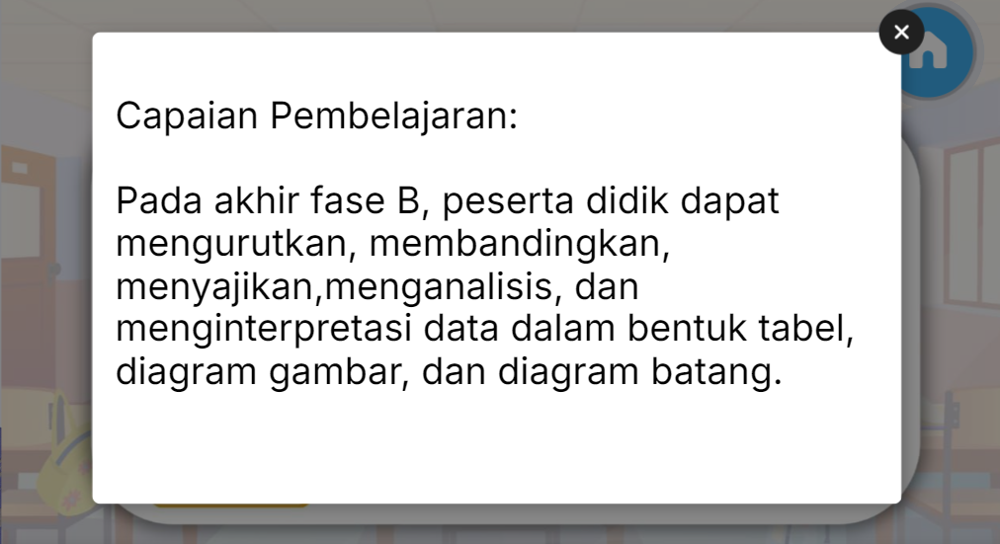 Capaian Pembelajaran:
Pada akhir fase B, peserta didik dapat
mengurutkan, membandingkan,
menyajikan,menganalisis, dan
menginterpretasi data dalam bentuk tabel,
diagram gambar, dan diagram batang.